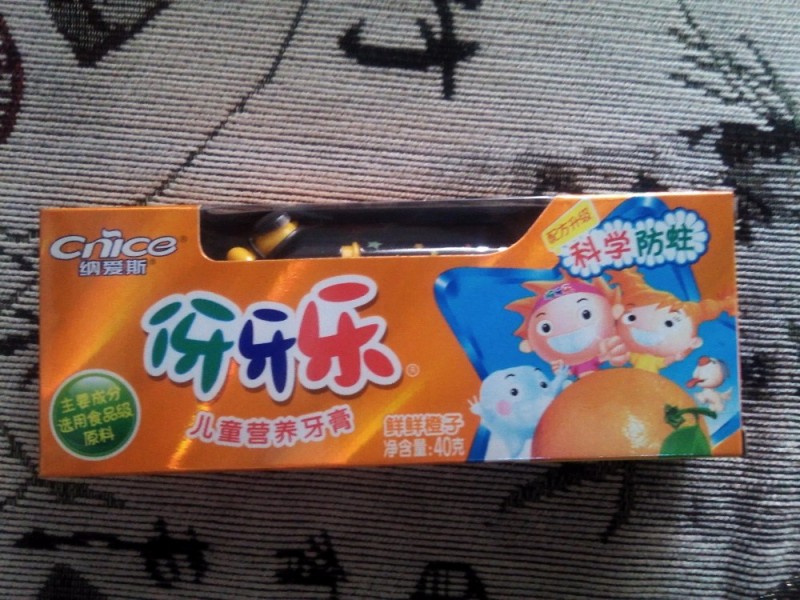 Cnice®
纳爱斯®
配方升级
科学防蛀
伢牙乐®
儿童营养牙膏
主要成分
选用食品级
原料
鲜鲜橙子
净含量:40克